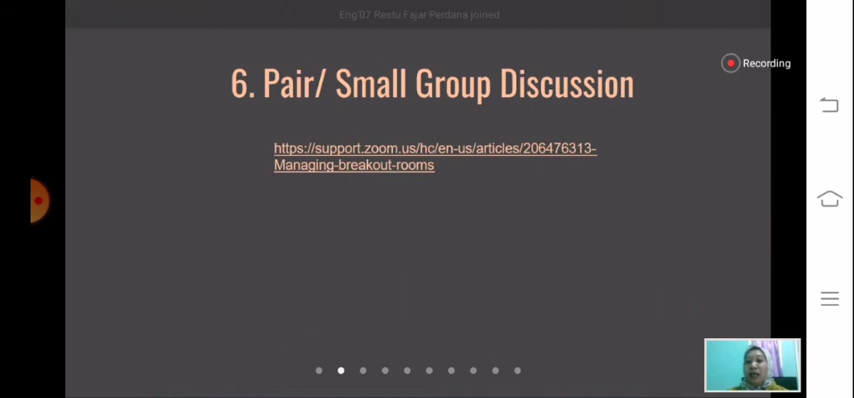 Eng'07 Restu Fajar Perdana joined
Recording
6. Pair/ Small Group Discussion
https://support.zoom.us/hc/en-us/articles/206476313-
Managing-breakout-rooms